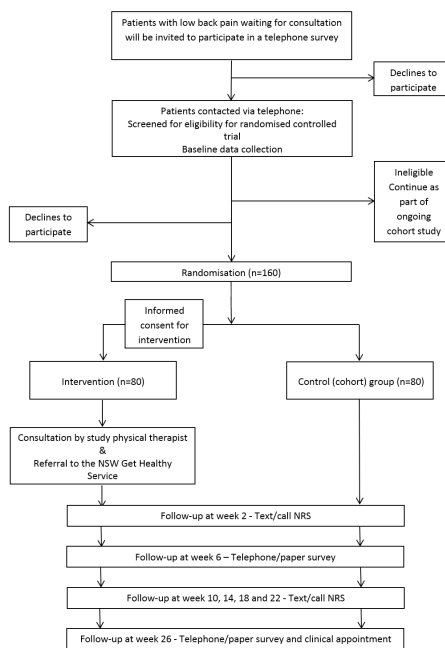 Patients with low back pain waiting for consultation
will be invited to participate in a telephone survey
Declines to
participate
Patients contacted via telephone:
Screened for eligibility for randomised controlled
trial
Baseline data collection
Ineligible
Continue as
part of
ongoing
cohort study
Declines to
participate
Randomisation (n=160)
Informed
consent for
intervention
Intervention (n=80)
Control (cohort) group (n=80)
Consultation by study physical therapist
&
Referral to the NSW Get Healthy
Service
Follow-up at week 2 - Text/call NRS
Follow-up at week 6 – Telephone/paper survey
Follow-up at week 10, 14, 18 and 22 - Text/call NRS
Follow-up at week 26 - Telephone/paper survey and clinical appointment